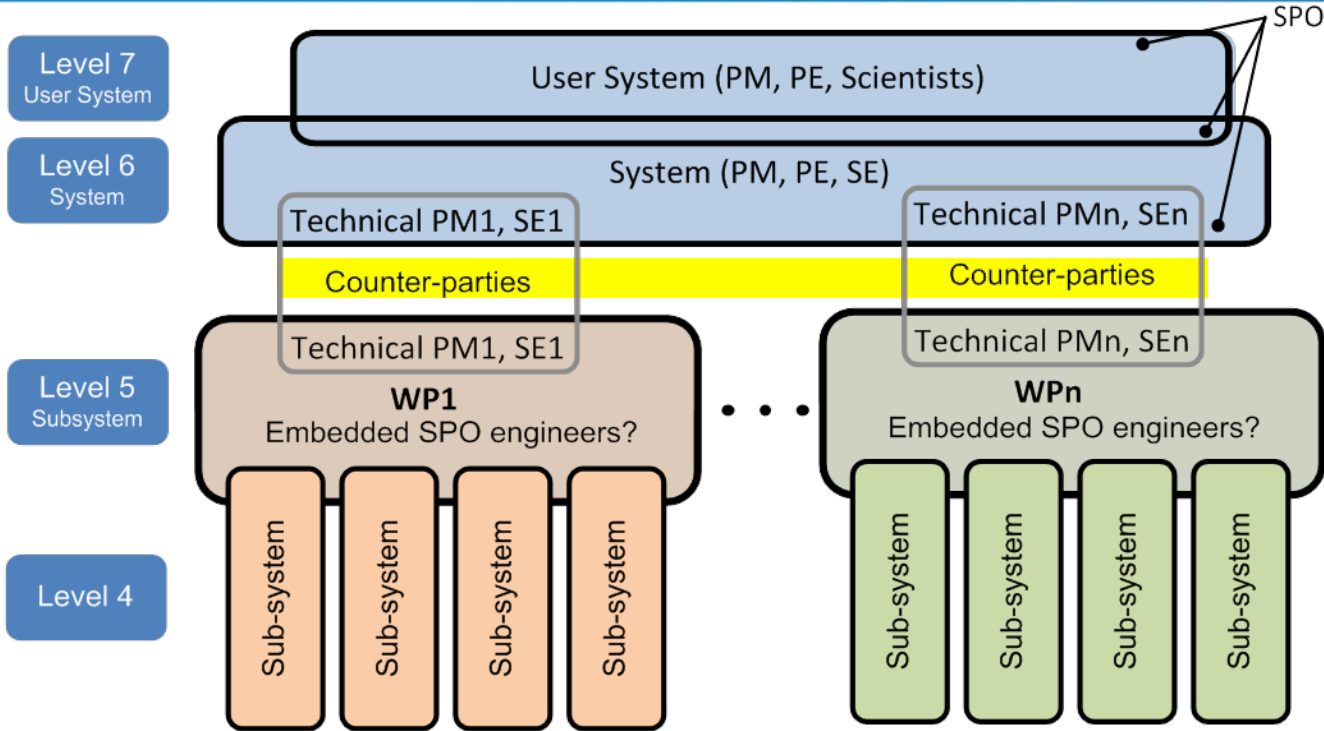 SPO
Level 7
User System
User System (PM, PE, Scientists)
Level 6
System
System (PM, PE, SE)
Technical PM1, SE1
Technical PMn, SEn
Counter-parties
Counter-parties
Technical PM1, SE1
Technical PMn, SEn
Level 5
Subsystem
WP1
Embedded SPO engineers?
• • •
WPn
Embedded SPO engineers?
Level 4
Sub-system
Sub-system
Sub-system
Sub-system
Sub-system
Sub-system
Sub-system
Sub-system